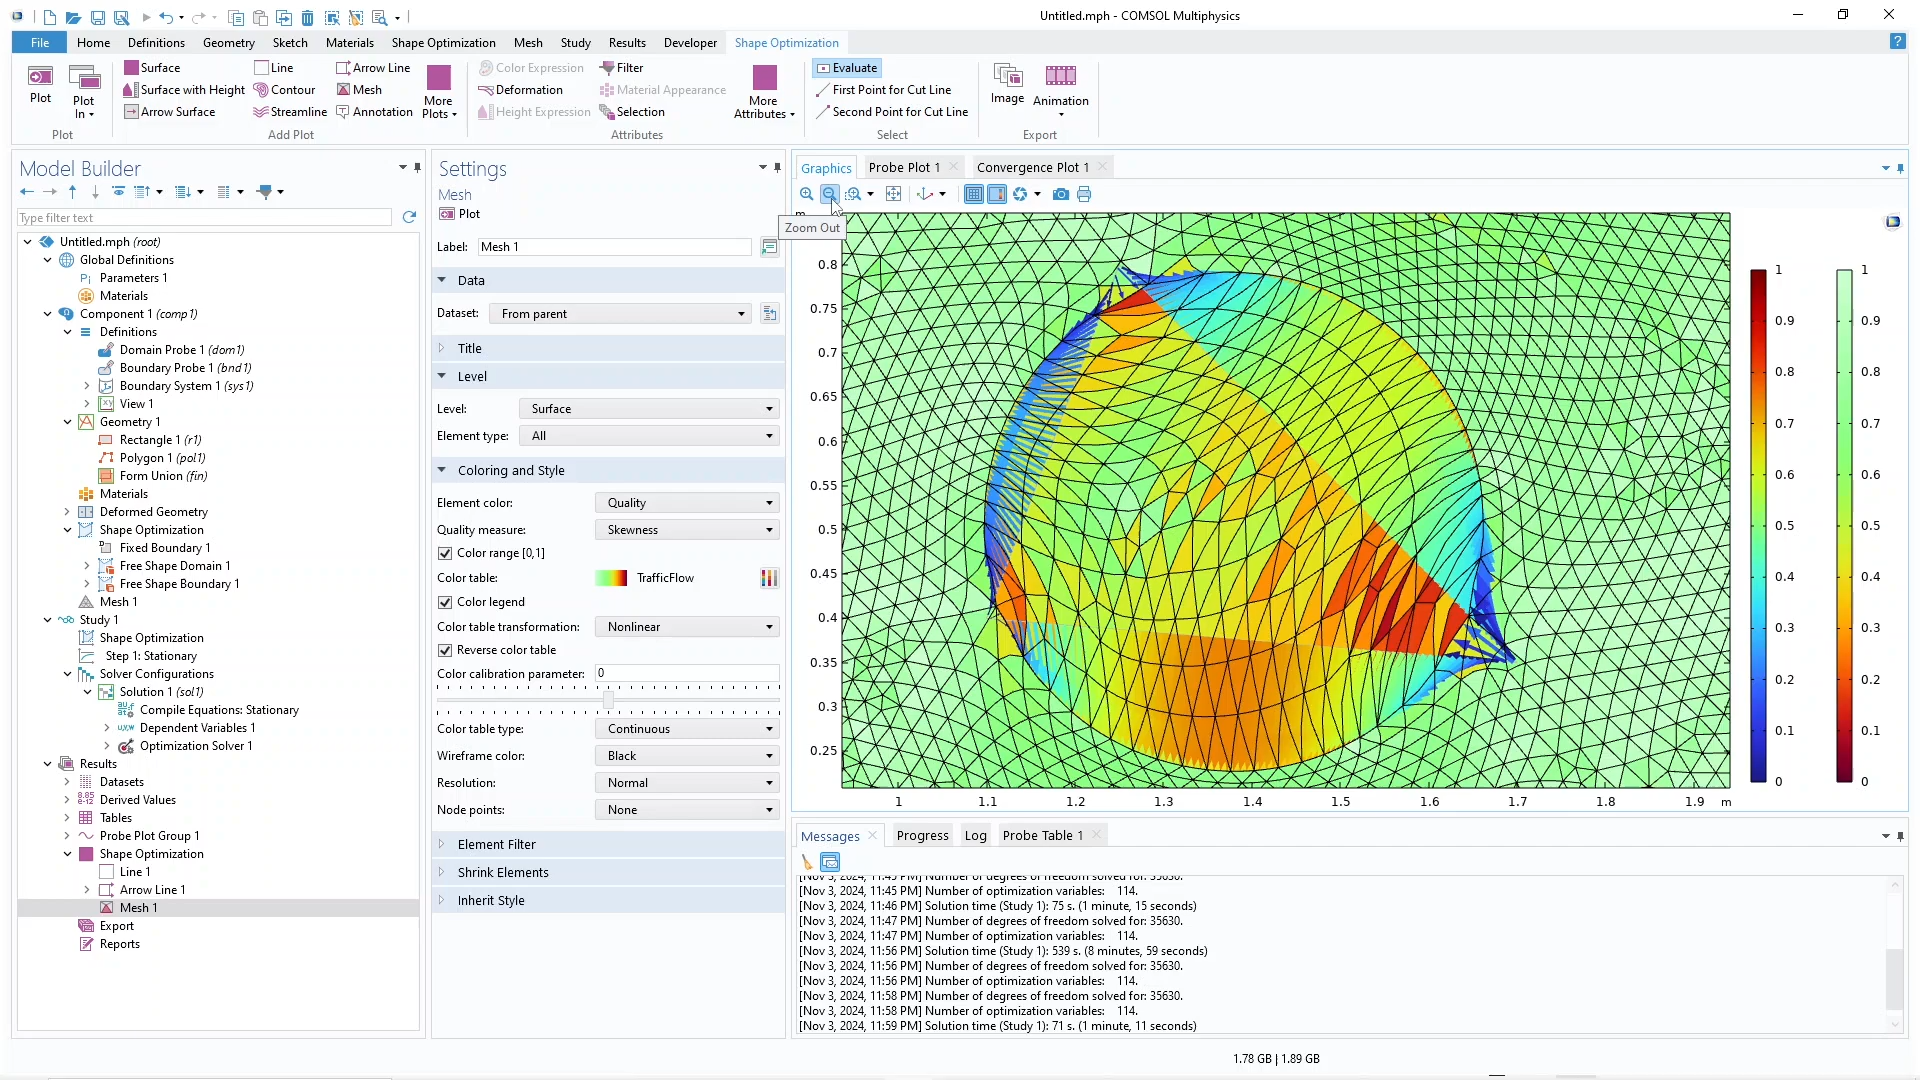 Untitled.mph - COMSOL Multiphysics
File Home Definitions Geometry Sketch Materials Shape Optimization Mesh Study Results Developer Shape Optimization
Plot
Plot In
Plot
Surface
Surface with Height
Arrow Surface
Line
Contour
Streamline
Arrow Line
Mesh
Annotation
More Plots
Add Plot
Color Expression
Deformation
Height Expression
Filter
Material Appearance
Selection
More Attributes
Attributes
Evaluate
First Point for Cut Line
Second Point for Cut Line
Select
Image
Animation
Export
Model Builder
Type filter text
Untitled.mph (root)
Global Definitions
Pi Parameters 1
Materials
Component 1 (comp1)
Definitions
Domain Probe 1 (dom1)
Boundary Probe 1 (bnd1)
Boundary System 1 (sys1)
View 1
Geometry 1
Rectangle 1 (r1)
Polygon 1 (pol1)
Form Union (fin)
Materials
Deformed Geometry
Shape Optimization
Fixed Boundary 1
Free Shape Domain 1
Free Shape Boundary 1
Mesh 1
Study 1
Shape Optimization
Step 1: Stationary
Solver Configurations
Solution 1 (sol1)
Compile Equations: Stationary
Dependent Variables 1
Optimization Solver 1
Results
Datasets
Derived Values
Tables
Probe Plot Group 1
Shape Optimization
Line 1
Arrow Line 1
Mesh 1
Export
Reports
Settings
Mesh
Plot
Label: Mesh 1
Data
Dataset: From parent
Title
Level
Level: Surface
Element type: All
Coloring and Style
Element color: Quality
Quality measure: Skewness
Color range [0,1]
Color table: TrafficFlow
Color legend
Color table transformation: Nonlinear
Reverse color table
Color calibration parameter: 0
Color table type: Continuous
Wireframe color: Black
Resolution: Normal
Node points: None
Element Filter
Shrink Elements
Inherit Style
Graphics Probe Plot 1 Convergence Plot 1
Zoom Out
m
0.8
0.75
0.7
0.65
0.6
0.55
0.5
0.45
0.4
0.35
0.3
0.25
1 1.1 1.2 1.3 1.4 1.5 1.6 1.7 1.8 1.9 m
1
0.9
0.8
0.7
0.6
0.5
0.4
0.3
0.2
0.1
0
1
0.9
0.8
0.7
0.6
0.5
0.4
0.3
0.2
0.1
0
Messages Progress Log Probe Table 1
[Nov 3, 2024, 11:45 PM] Number of degrees of freedom solved for: 35630.
[Nov 3, 2024, 11:45 PM] Number of optimization variables: 114.
[Nov 3, 2024, 11:46 PM] Solution time (Study 1): 75 s. (1 minute, 15 seconds)
[Nov 3, 2024, 11:47 PM] Number of degrees of freedom solved for: 35630.
[Nov 3, 2024, 11:47 PM] Number of optimization variables: 114.
[Nov 3, 2024, 11:56 PM] Solution time (Study 1): 539 s. (8 minutes, 59 seconds)
[Nov 3, 2024, 11:56 PM] Number of degrees of freedom solved for: 35630.
[Nov 3, 2024, 11:56 PM] Number of optimization variables: 114.
[Nov 3, 2024, 11:58 PM] Number of degrees of freedom solved for: 35630.
[Nov 3, 2024, 11:58 PM] Number of optimization variables: 114.
[Nov 3, 2024, 11:59 PM] Solution time (Study 1): 71 s. (1 minute, 11 seconds)
1.78 GB | 1.89 GB